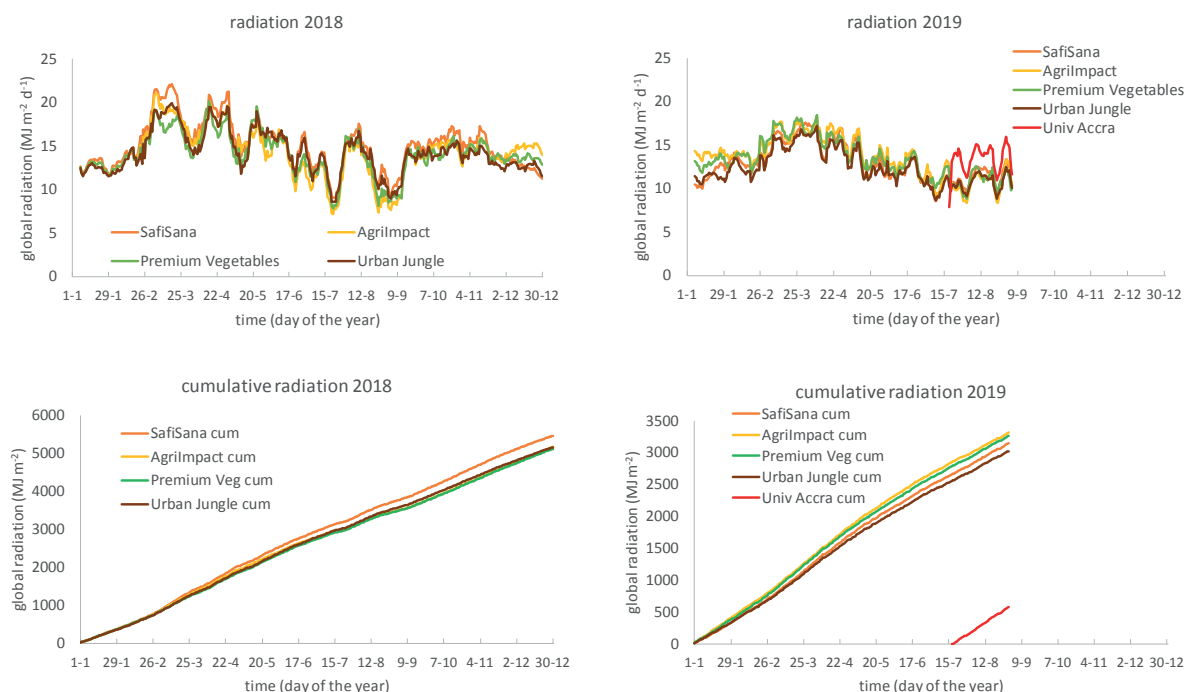 radiation 2018
global radiation (MJ m⁻² d⁻¹)
25
20
15
10
5
0
SafiSana
AgriImpact
Premium Vegetables
Urban Jungle
1-1 29-1 26-2 25-3 22-4 20-5 17-6 15-7 12-8 9-9 7-10 4-11 2-12 30-12
time (day of the year)
radiation 2019
global radiation (MJ m⁻² d⁻¹)
25
20
15
10
5
0
SafiSana
AgriImpact
Premium Vegetables
Urban Jungle
Univ Accra
1-1 29-1 26-2 25-3 22-4 20-5 17-6 15-7 12-8 9-9 7-10 4-11 2-12 30-12
time (day of the year)
cumulative radiation 2018
global radiation (MJ m⁻²)
6000
5000
4000
3000
2000
1000
0
SafiSana cum
AgriImpact cum
Premium Veg cum
Urban Jungle cum
1-1 29-1 26-2 25-3 22-4 20-5 17-6 15-7 12-8 9-9 7-10 4-11 2-12 30-12
time (day of the year)
cumulative radiation 2019
global radiation (MJ m⁻²)
3500
3000
2500
2000
1500
1000
500
0
SafiSana cum
AgriImpact cum
Premium Veg cum
Urban Jungle cum
Univ Accra cum
1-1 29-1 26-2 25-3 22-4 20-5 17-6 15-7 12-8 9-9 7-10 4-11 2-12 30-12
time (day of the year)